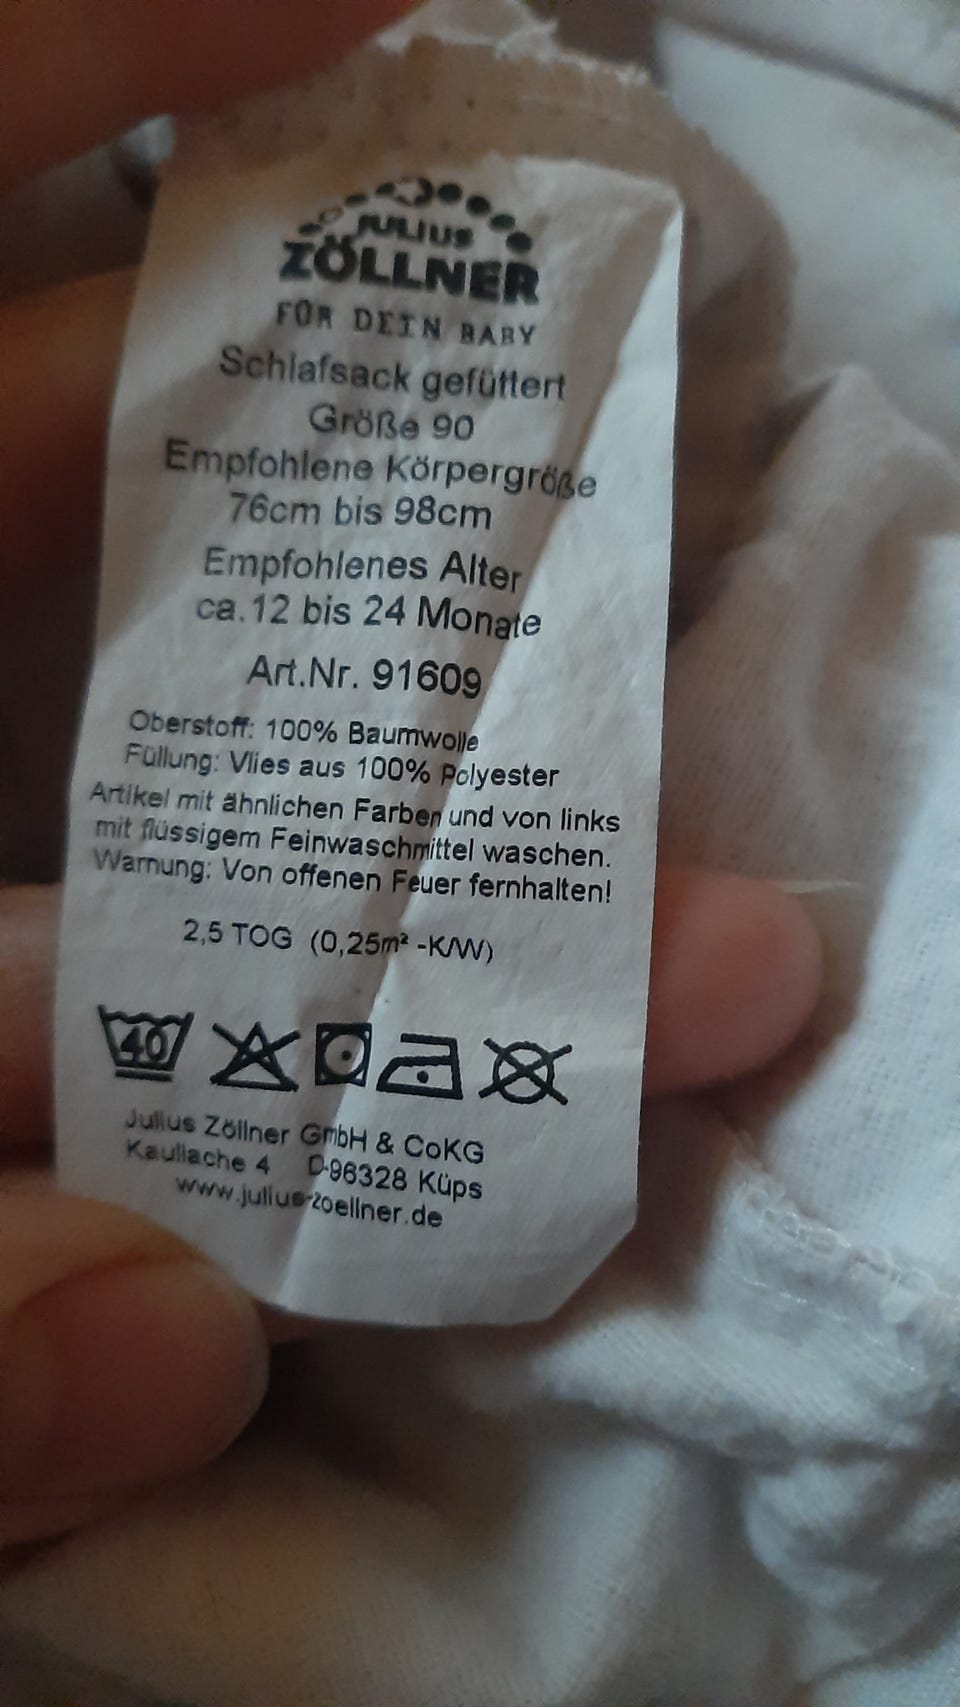 JULIUS
ZÖLLNER
FÜR DEIN BABY
Schlafsack gefüttert
Größe 90
Empfohlene Körpergröße
76cm bis 98cm
Empfohlenes Alter
ca.12 bis 24 Monate
Art.Nr. 91609
Oberstoff: 100% Baumwolle
Füllung: Vlies aus 100% Polyester
Artikel mit ähnlichen Farben und von links
mit flüssigem Feinwaschmittel waschen.
Warnung: Von offenen Feuer fernhalten!
2,5 TOG (0,25m² -K/W)
40
Julius Zöllner GmbH & CoKG
Kaullache 4 D-96328 Küps
www.julius-zoellner.de